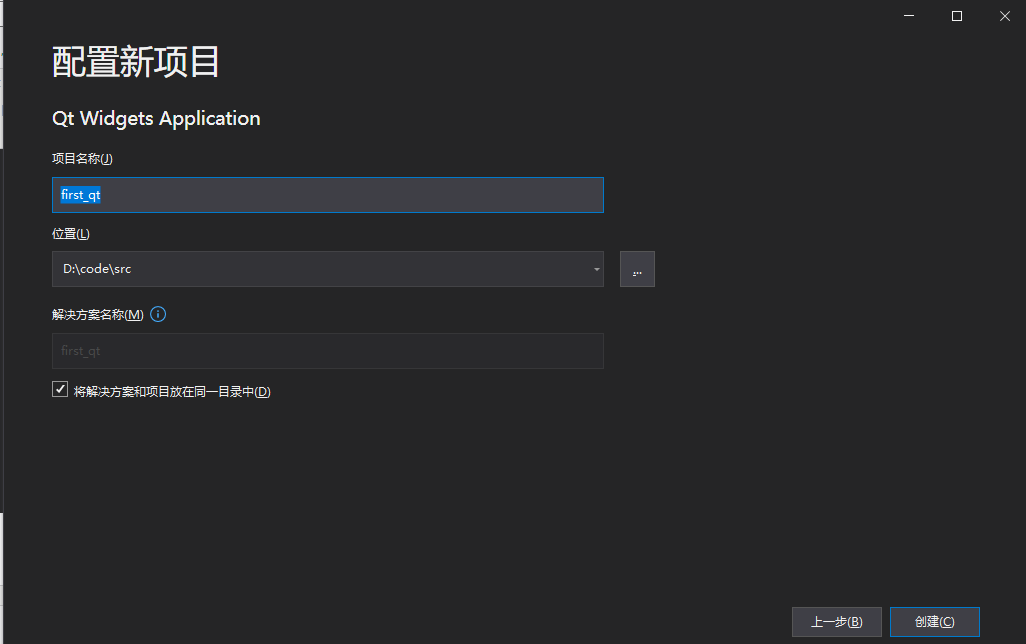 配置新项目
Qt Widgets Application
项目名称(J)
first_qt
位置(L)
D:\code\src
...
解决方案名称(M)
first_qt
将解决方案和项目放在同一目录中(D)
上一步(B)
创建(C)